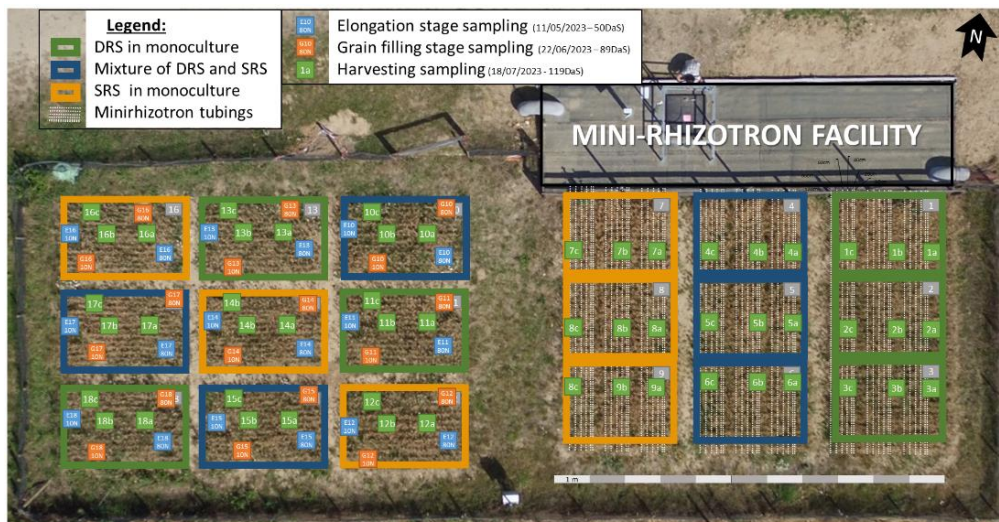 Legend:
DRS in monoculture
Mixture of DRS and SRS
SRS in monoculture
Minirhizotron tubings
E10 80N Elongation stage sampling (11/05/2023–50DaS)
G10 80N Grain filling stage sampling (22/06/2023–89DaS)
1a Harvesting sampling (18/07/2023-119DaS)
N
MINI-RHIZOTRON FACILITY
16c G16 80N 16
E16 10N 16b 16a E16 80N
G16 10N
13c G13 80N 13
E13 10N 13b 13a E13 80N
G13 10N
10c G10 80N
E10 10N 10b 10a E10 80N
G10 10N
17c G17 80N
E17 10N 17b 17a E17 80N
G17 10N
14b G14 80N
E14 10N 14b 14a E14 80N
G14 10N
11c G11 80N
E11 10N 11b 11a E11 80N
G11 10N
18c G18 80N
E18 10N 18b 18a E18 80N
G18 10N
15c G15 80N
E15 10N 15b 15a E15 80N
G15 10N
12c G12 80N
E12 10N 12b 12a E12 80N
G12 10N
7
7c 7b 7a
4
4c 4b 4a
1
1c 1b 1a
8
8c 8b 8a
5
5c 5b 5a
2
2c 2b 2a
9
8c 9b 9a
6c 6b 6a
3
3c 3b 3a
1 m